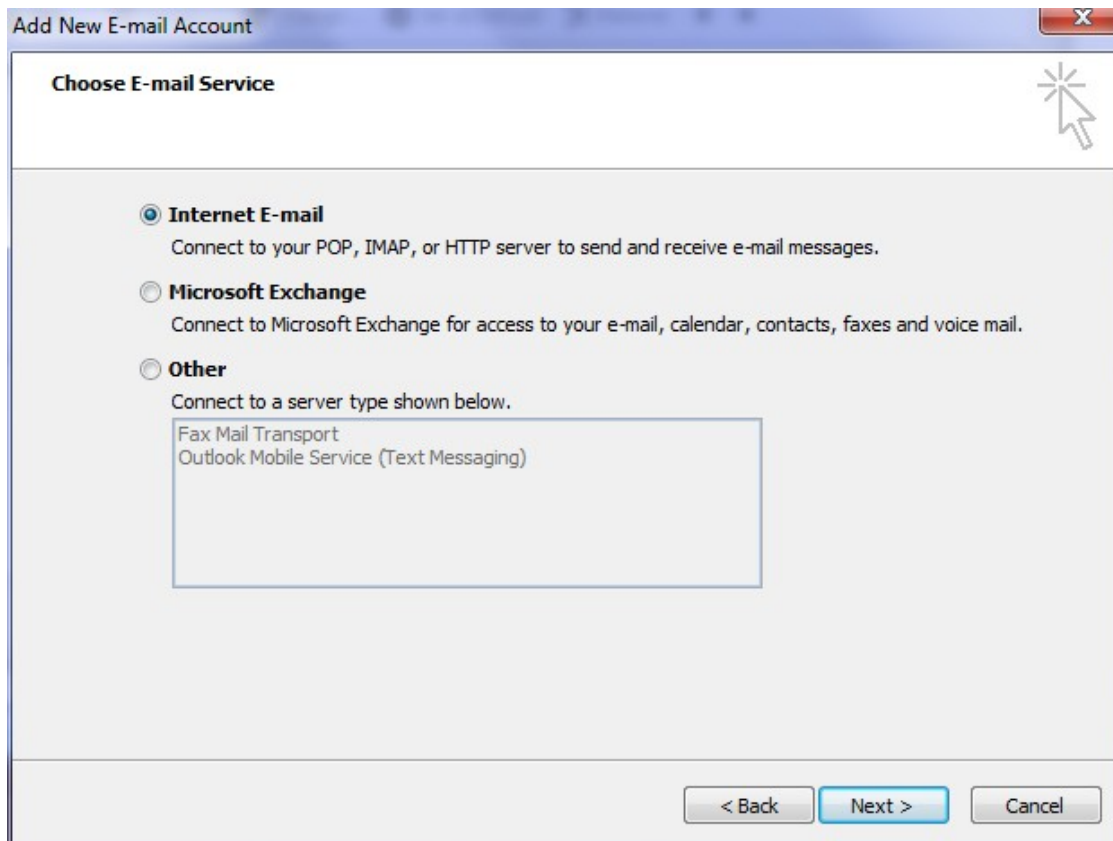 Add New E-mail Account
Choose E-mail Service
Internet E-mail
Connect to your POP, IMAP, or HTTP server to send and receive e-mail messages.
Microsoft Exchange
Connect to Microsoft Exchange for access to your e-mail, calendar, contacts, faxes and voice mail.
Other
Connect to a server type shown below.
Fax Mail Transport
Outlook Mobile Service (Text Messaging)
< Back Next > Cancel